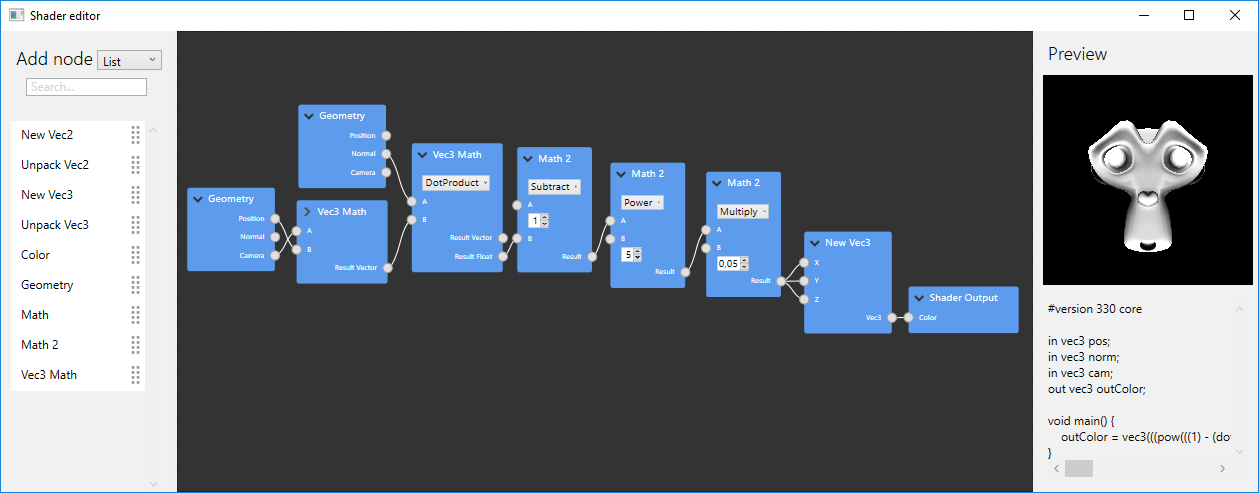 Shader editor
Add node
List
Search...
New Vec2
Unpack Vec2
New Vec3
Unpack Vec3
Color
Geometry
Math
Math 2
Vec3 Math
Geometry
Position
Normal
Camera
Geometry
Position
Normal
Camera
Vec3 Math
A
B
Result Vector
Vec3 Math
DotProduct
A
B
Result Vector
Result Float
Math 2
Subtract
A
1
B
Result
Math 2
Power
A
B
5
Result
Math 2
Multiply
A
B
0,05
Result
New Vec3
X
Y
Z
Vec3
Shader Output
Color
Preview
#version 330 core
in vec3 pos;
in vec3 norm;
in vec3 cam;
out vec3 outColor;
void main() {
outColor = vec3(((pow(((1) - (do
}